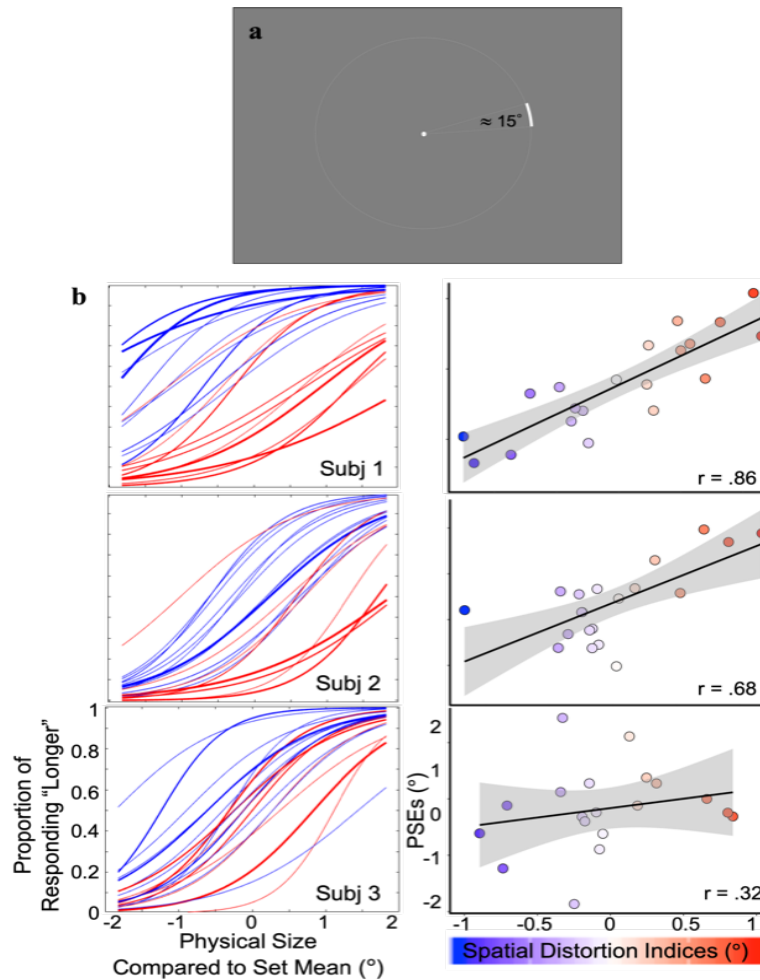 a
≈ 15°
b
Subj 1
r = .86
Subj 2
r = .68
Proportion of
Responding “Longer”
1
0.8
0.6
0.4
0.2
0
Subj 3
-2
-1
0
1
2
Physical Size
Compared to Set Mean (°)
PSEs (°)
2
1
0
-1
-2
r = .32
-1
-0.5
0
0.5
1
Spatial Distortion Indices (°)